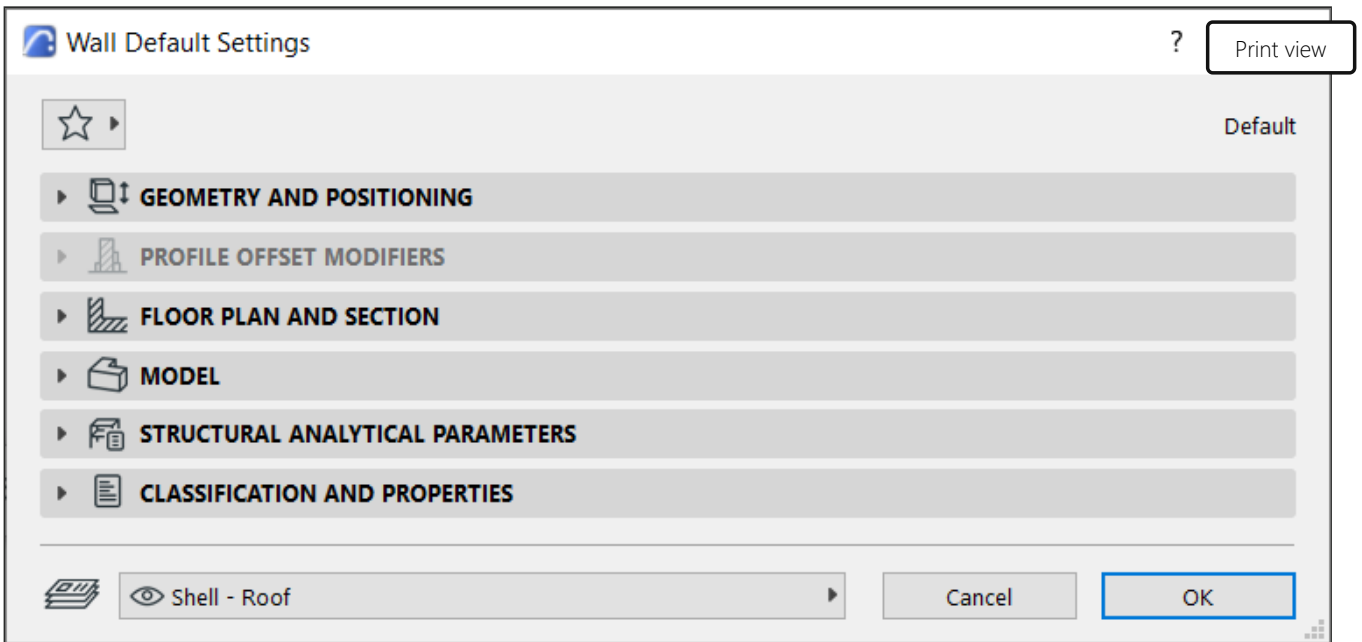 Wall Default Settings
?
Print view
Default
GEOMETRY AND POSITIONING
PROFILE OFFSET MODIFIERS
FLOOR PLAN AND SECTION
MODEL
STRUCTURAL ANALYTICAL PARAMETERS
CLASSIFICATION AND PROPERTIES
Shell - Roof
Cancel
OK